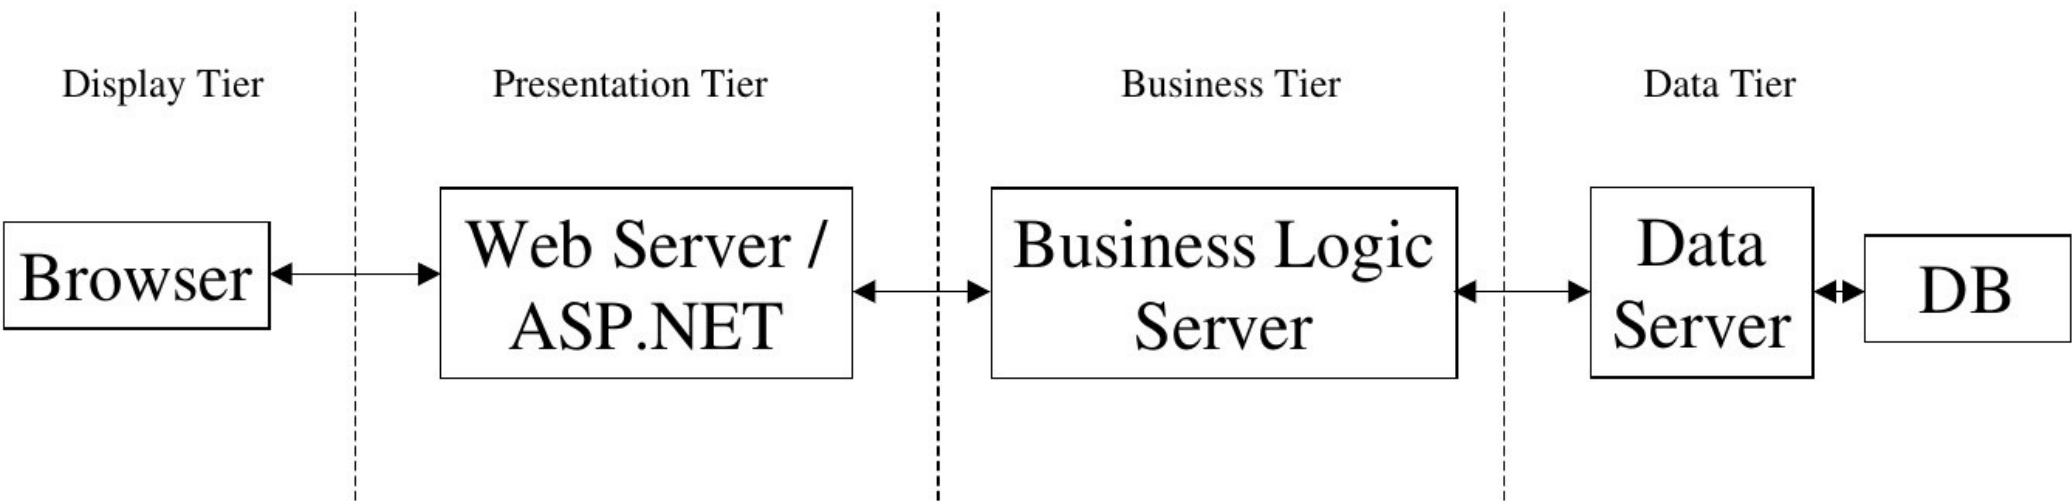 Display Tier
Presentation Tier
Business Tier
Data Tier
Browser
Web Server /
ASP.NET
Business Logic
Server
Data
Server
DB